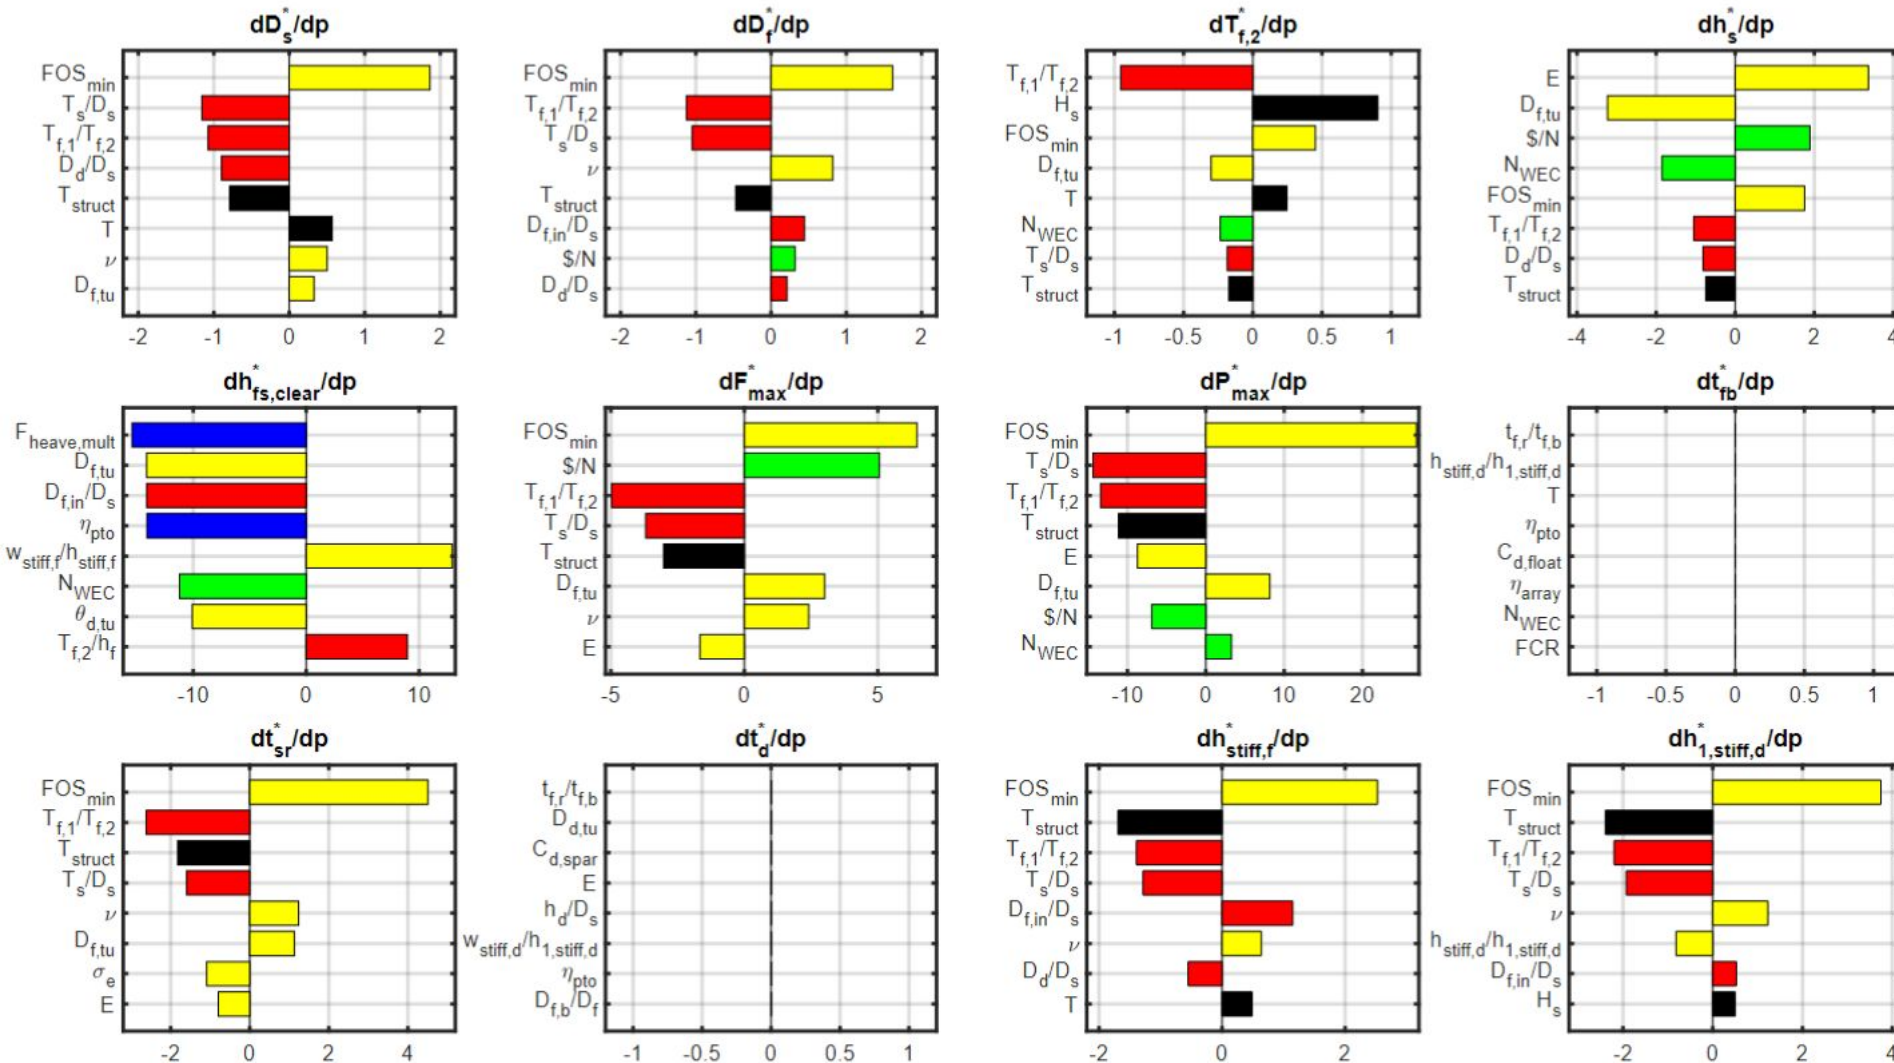 dD*s/dp
FOSmin
Ts/Ds
Tf,1/Tf,2
Dd/Ds
Tstruct
T
ν
Df,tu
-2 -1 0 1 2
dD*f/dp
FOSmin
Tf,1/Tf,2
Ts/Ds
ν
Tstruct
Df,in/Ds
$/N
Dd/Ds
-2 -1 0 1 2
dT*f,2/dp
Tf,1/Tf,2
Hs
FOSmin
Df,tu
T
NWEC
Ts/Ds
Tstruct
-1 -0.5 0 0.5 1
dh*s/dp
E
Df,tu
$/N
NWEC
FOSmin
Tf,1/Tf,2
Dd/Ds
Tstruct
-4 -2 0 2 4
dh*fs,clear/dp
Fheave,mult
Df,tu
Df,in/Ds
ηpto
wstiff,f/hstiff,f
NWEC
θd,tu
Tf,2/hf
-10 0 10
dF*max/dp
FOSmin
$/N
Tf,1/Tf,2
Ts/Ds
Tstruct
Df,tu
ν
E
-5 0 5
dP*max/dp
FOSmin
Ts/Ds
Tf,1/Tf,2
Tstruct
E
Df,tu
$/N
NWEC
-10 0 10 20
dt*fb/dp
tf,r/tf,b
hstiff,d/h1,stiff,d
T
ηpto
Cd,float
ηarray
NWEC
FCR
-1 -0.5 0 0.5 1
dt*sr/dp
FOSmin
Tf,1/Tf,2
Tstruct
Ts/Ds
ν
Df,tu
σe
E
-2 0 2 4
dt*d/dp
tf,r/tf,b
Dd,tu
Cd,spar
E
hd/Ds
wstiff,d/h1,stiff,d
ηpto
Df,b/Df
-1 -0.5 0 0.5 1
dh*stiff,f/dp
FOSmin
Tstruct
Tf,1/Tf,2
Ts/Ds
Df,in/Ds
ν
Dd/Ds
T
-2 0 2
dh*1,stiff,d/dp
FOSmin
Tstruct
Tf,1/Tf,2
Ts/Ds
ν
hstiff,d/h1,stiff,d
Df,in/Ds
Hs
-2 0 2 4